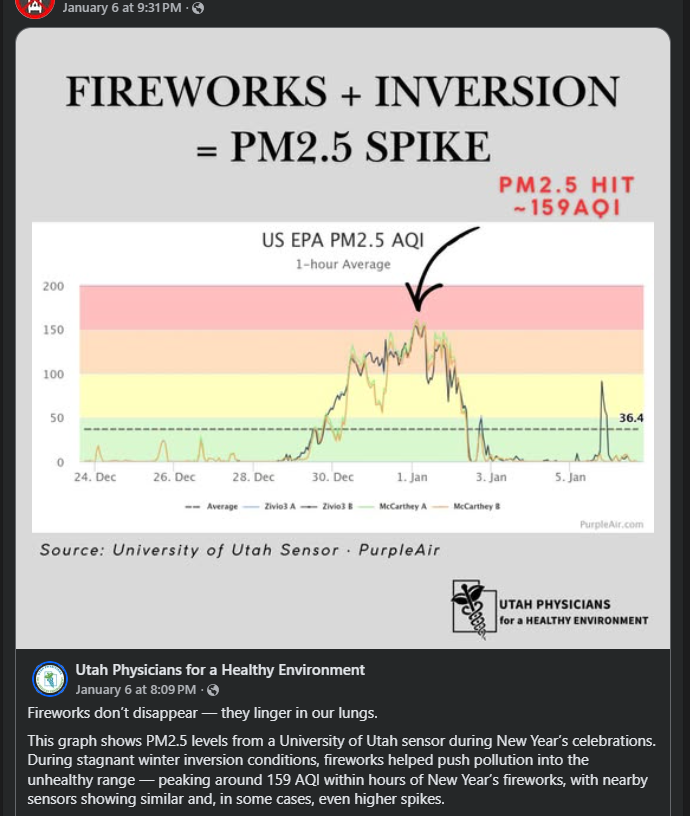 January 6 at 9:31 PM ·
FIREWORKS + INVERSION
= PM2.5 SPIKE
PM2.5 HIT
~159AQI
US EPA PM2.5 AQI
1-hour Average
200
150
100
50
0
36.4
24. Dec
26. Dec
28. Dec
30. Dec
1. Jan
3. Jan
5. Jan
Average
Zivio3 A
Zivio3 B
McCarthey A
McCarthey B
PurpleAir.com
Source: University of Utah Sensor · PurpleAir
UTAH PHYSICIANS
for a HEALTHY ENVIRONMENT
Utah Physicians for a Healthy Environment
January 6 at 8:09 PM ·
Fireworks don't disappear — they linger in our lungs.
This graph shows PM2.5 levels from a University of Utah sensor during New Year's celebrations.
During stagnant winter inversion conditions, fireworks helped push pollution into the
unhealthy range — peaking around 159 AQI within hours of New Year's fireworks, with nearby
sensors showing similar and, in some cases, even higher spikes.